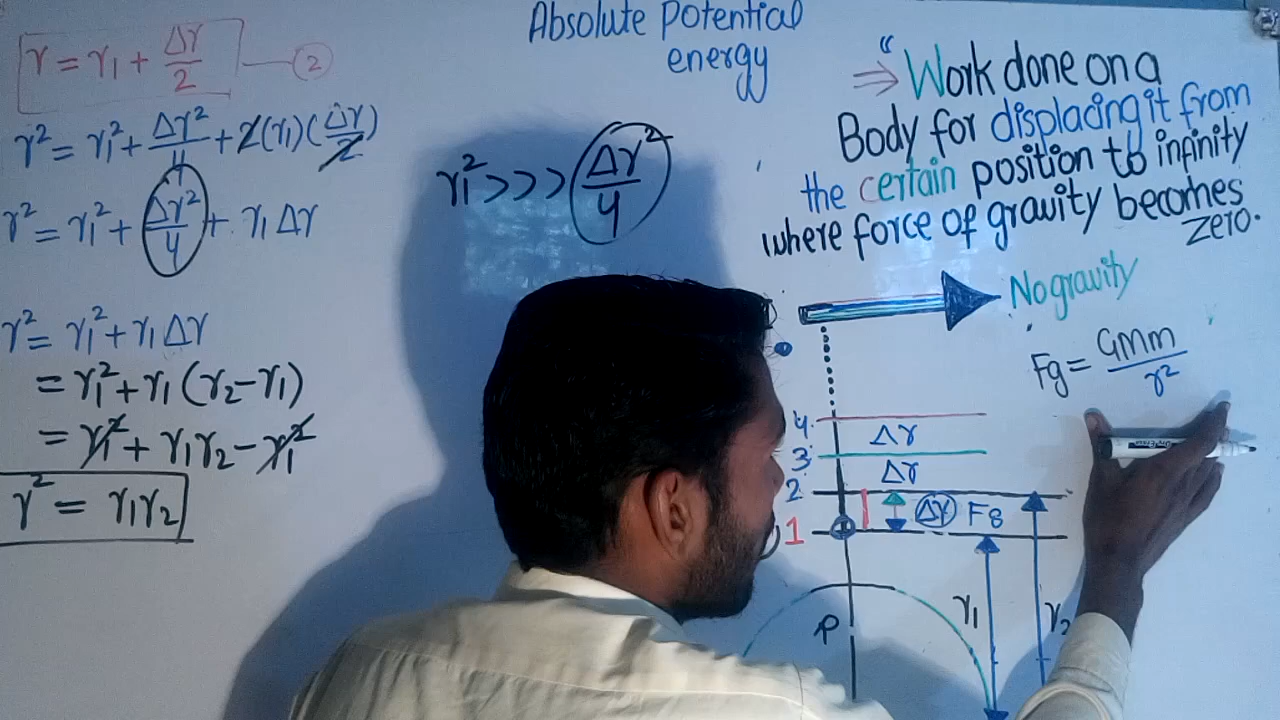 Absolute Potential
energy
r = r₁ + Δr/2 — 2
r² = r₁² + Δr²/4 + 2(r₁)(Δr/2)
r² = r₁² + Δr²/4 + r₁Δr
r² = r₁² + r₁Δr
= r₁² + r₁(r₂-r₁)
= r₁² + r₁r₂ - r₁²
r² = r₁r₂
r₁² >>> Δr²/4
⇒ "Work done on a
Body for displacing it from
the certain position to infinity
where force of gravity becomes
zero.
No gravity
Fg = GMm/r²
4
Δr
3
Δr
2
Δr Fg
1
r₁ r₂
P